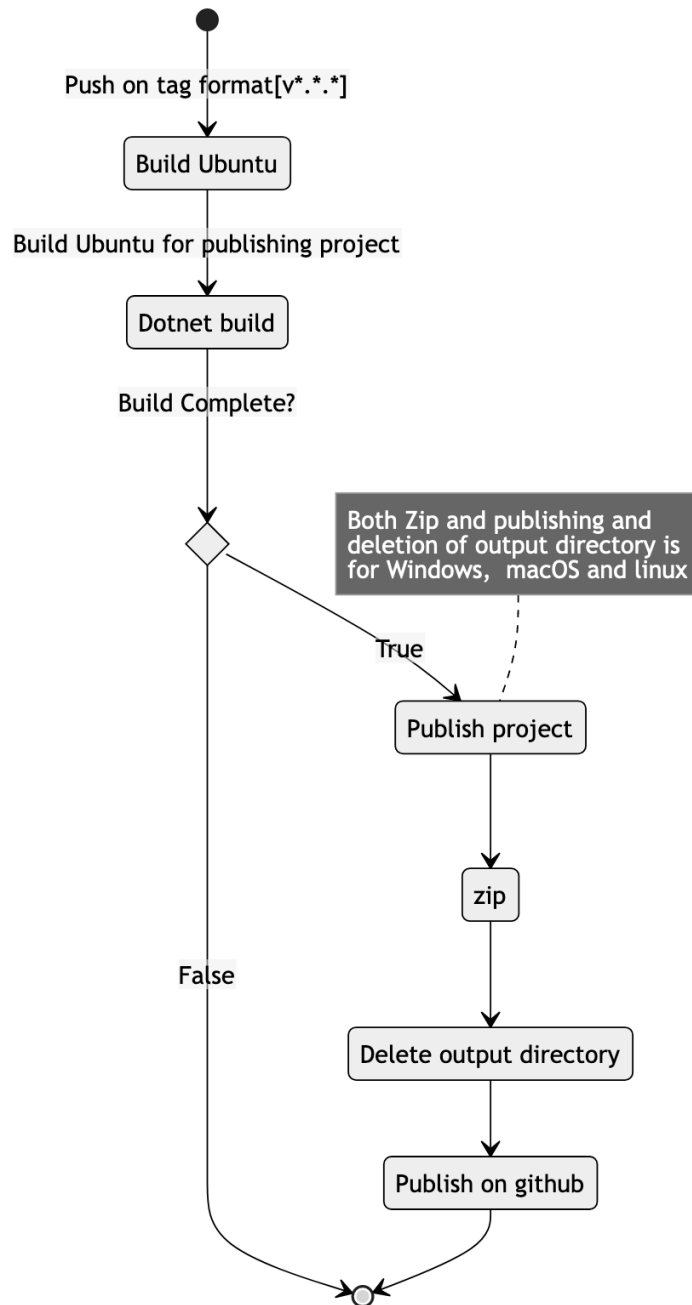 Push on tag format[v*.*.*]
Build Ubuntu
Build Ubuntu for publishing project
Dotnet build
Build Complete?
Both Zip and publishing and
deletion of output directory is
for Windows,  macOS and linux
True
Publish project
zip
False
Delete output directory
Publish on github